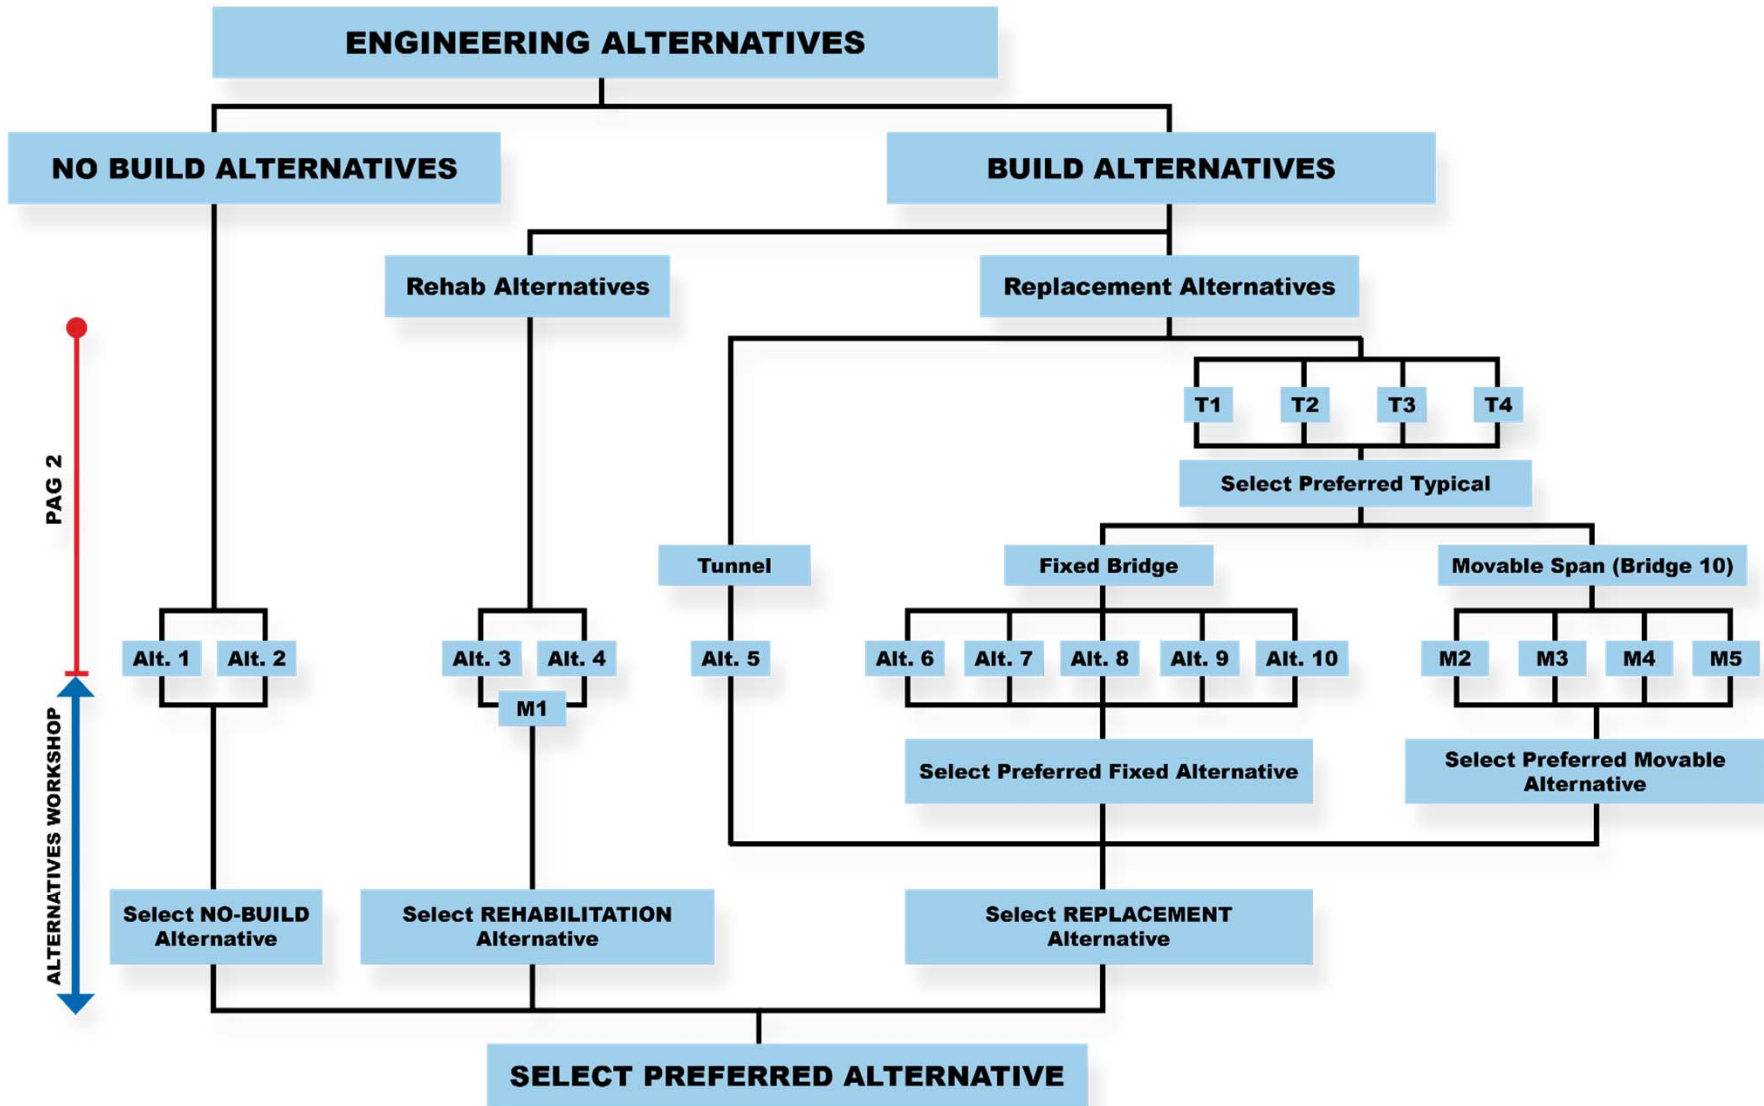 ENGINEERING ALTERNATIVES
NO BUILD ALTERNATIVES
BUILD ALTERNATIVES
Rehab Alternatives
Replacement Alternatives
T1
T2
T3
T4
PAG 2
Select Preferred Typical
Tunnel
Fixed Bridge
Movable Span (Bridge 10)
Alt. 1
Alt. 2
Alt. 3
Alt. 4
Alt. 5
Alt. 6
Alt. 7
Alt. 8
Alt. 9
Alt. 10
M2
M3
M4
M5
M1
ALTERNATIVES WORKSHOP
Select Preferred Fixed Alternative
Select Preferred Movable
Alternative
Select NO-BUILD
Alternative
Select REHABILITATION
Alternative
Select REPLACEMENT
Alternative
SELECT PREFERRED ALTERNATIVE